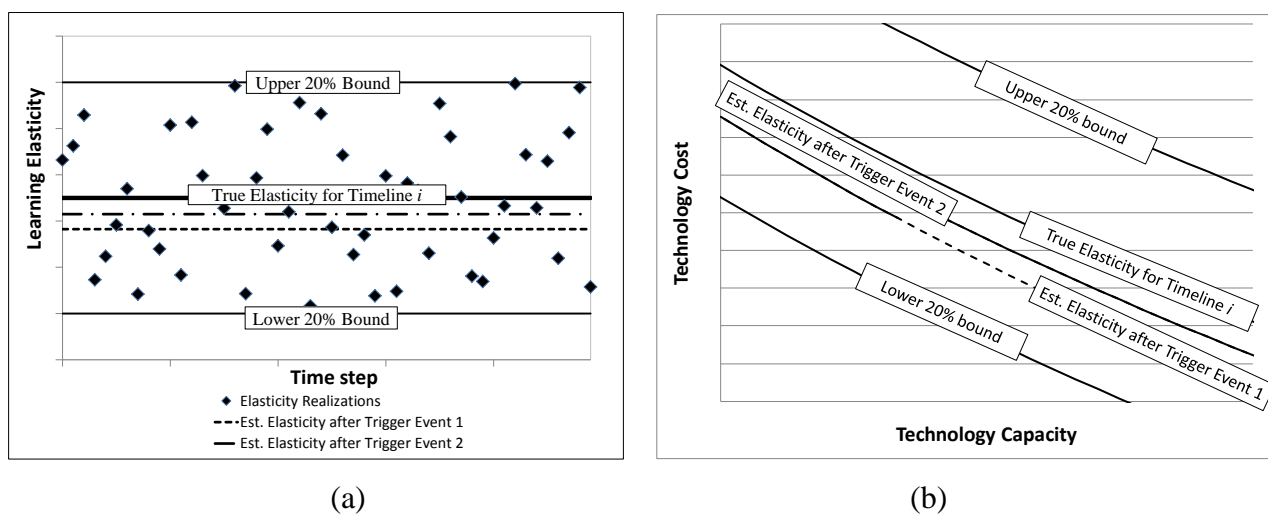 Upper 20% Bound
True Elasticity for Timeline i
Lower 20% Bound
Learning Elasticity
Time step
Elasticity Realizations
Est. Elasticity after Trigger Event 1
Est. Elasticity after Trigger Event 2
(a)
Upper 20% bound
Est. Elasticity after Trigger Event 2
True Elasticity for Timeline i
Lower 20% bound
Est. Elasticity after Trigger Event 1
Technology Cost
Technology Capacity
(b)